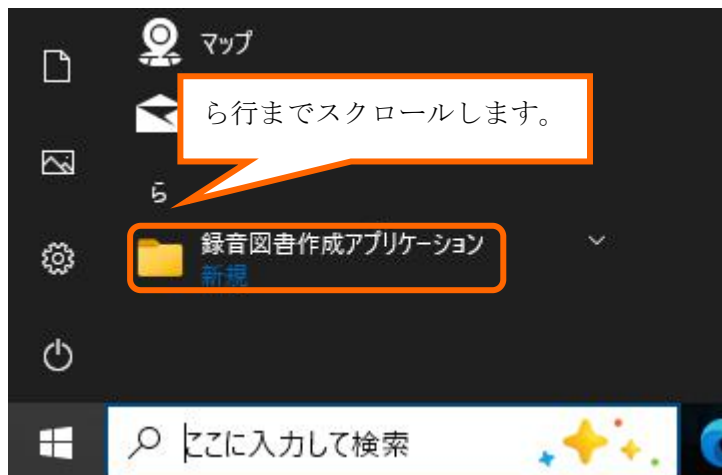 マップ
ら行までスクロールします。
ら
録音図書作成アプリケーション
新規
ここに入力して検索